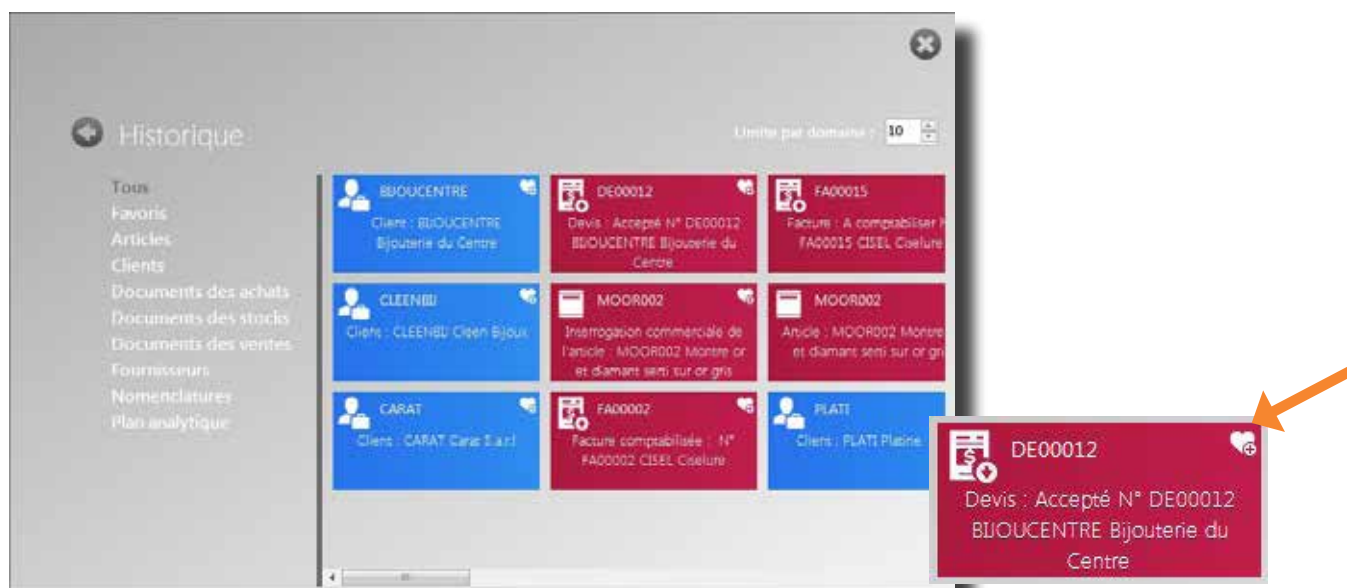 Historique
Limite par domaine : 10
Tous
Favoris
Articles
Clients
Documents des achats
Documents des stocks
Documents des ventes
Fournisseurs
Nomenclatures
Plan analytique
BIJOUCENTRE
Client : BIJOUCENTRE
Bijouterie du Centre
DE00012
Devis : Accepté N° DE00012
BIJOUCENTRE Bijouterie du
Centre
FA00015
Facture : A comptabiliser N
FA00015 CISEL Ciselure
CLEENBIJ
Client : CLEENBIJ Cleen Bijoux
MOOR002
Interrogation commerciale de
l'article : MOOR002 Montre or
et diamant serti sur or gris
MOOR002
Article : MOOR002 Montre
et diamant serti sur or gri
CARAT
Client : CARAT Carat S.a.r.l
FA00002
Facture comptabilisée : N°
FA00002 CISEL Ciselure
PLATI
Client : PLATI Platine
DE00012
Devis : Accepté N° DE00012
BIJOUCENTRE Bijouterie du
Centre